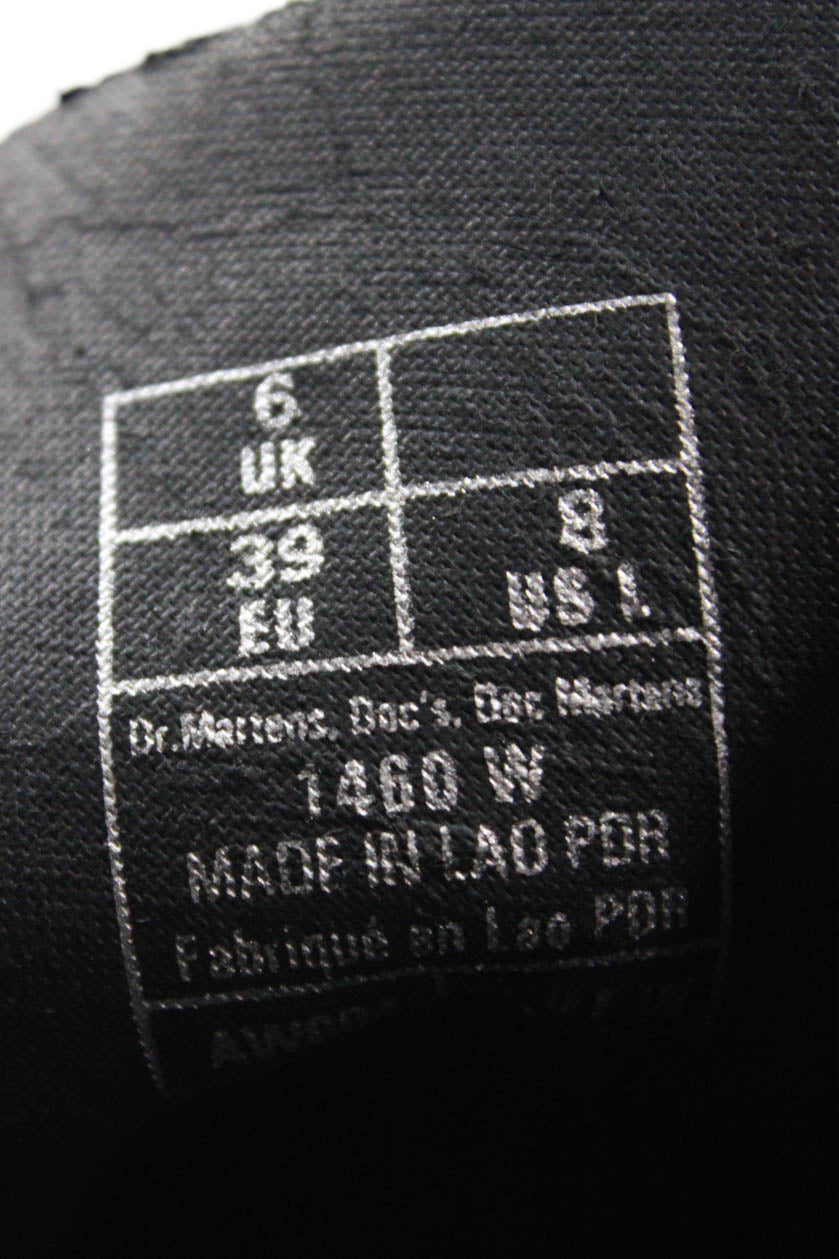 6
UK
39
EU
8
US L
Dr.Martens, Doc's, Doc Martens
1460 W
MADE IN LAO PDR
Fabriqué en Lao PDR